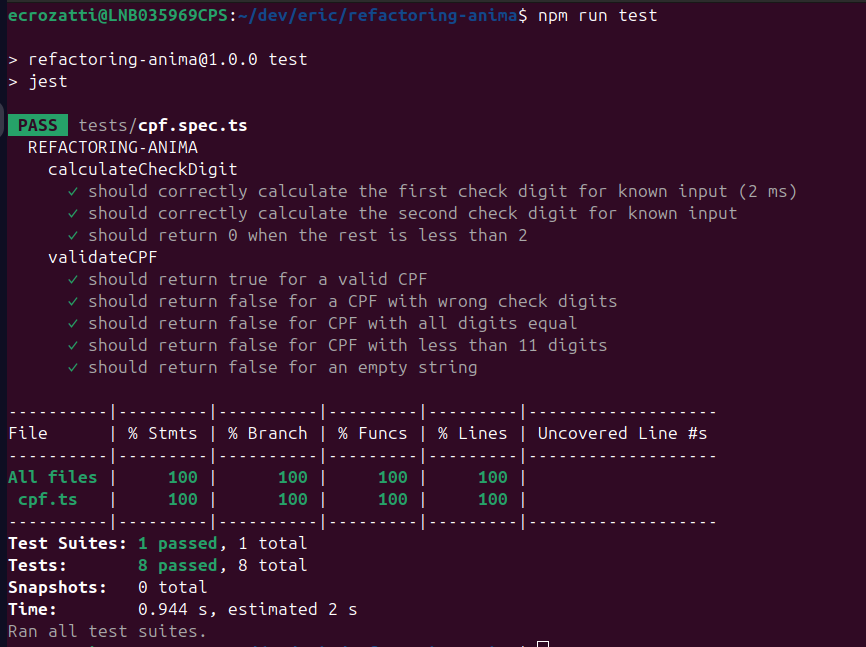 ecrozatti@LNB035969CPS:~/dev/eric/refactoring-anima$ npm run test
> refactoring-anima@1.0.0 test
> jest
PASS tests/cpf.spec.ts
REFACTORING-ANIMA
calculateCheckDigit
✓ should correctly calculate the first check digit for known input (2 ms)
✓ should correctly calculate the second check digit for known input
✓ should return 0 when the rest is less than 2
validateCPF
✓ should return true for a valid CPF
✓ should return false for a CPF with wrong check digits
✓ should return false for CPF with all digits equal
✓ should return false for CPF with less than 11 digits
✓ should return false for an empty string
----------|---------|----------|---------|---------|-------------------
File      | % Stmts | % Branch | % Funcs | % Lines | Uncovered Line #s
----------|---------|----------|---------|---------|-------------------
All files |     100 |      100 |     100 |     100 |
 cpf.ts   |     100 |      100 |     100 |     100 |
----------|---------|----------|---------|---------|-------------------
Test Suites: 1 passed, 1 total
Tests:       8 passed, 8 total
Snapshots:   0 total
Time:        0.944 s, estimated 2 s
Ran all test suites.